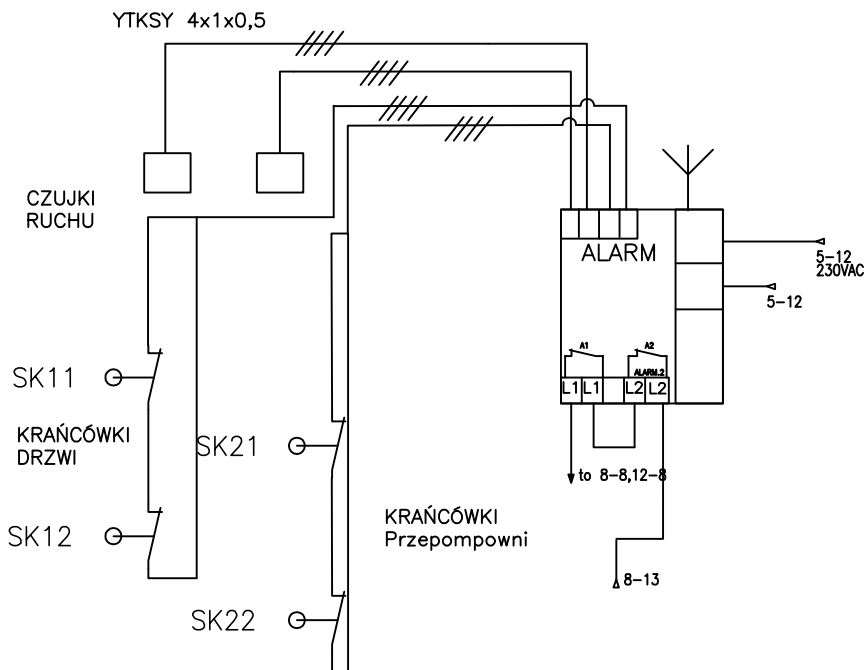 YTKSY 4x1x0,5
CZUJKI
RUCHU
ALARM
5-12
230VAC
5-12
A1
A2
ALARM.2
L1 L1 L2 L2
SK11
KRAŃCÓWKI
DRZWI
SK21
to 8-8,12-8
SK12
KRAŃCÓWKI
Przepompowni
8-13
SK22